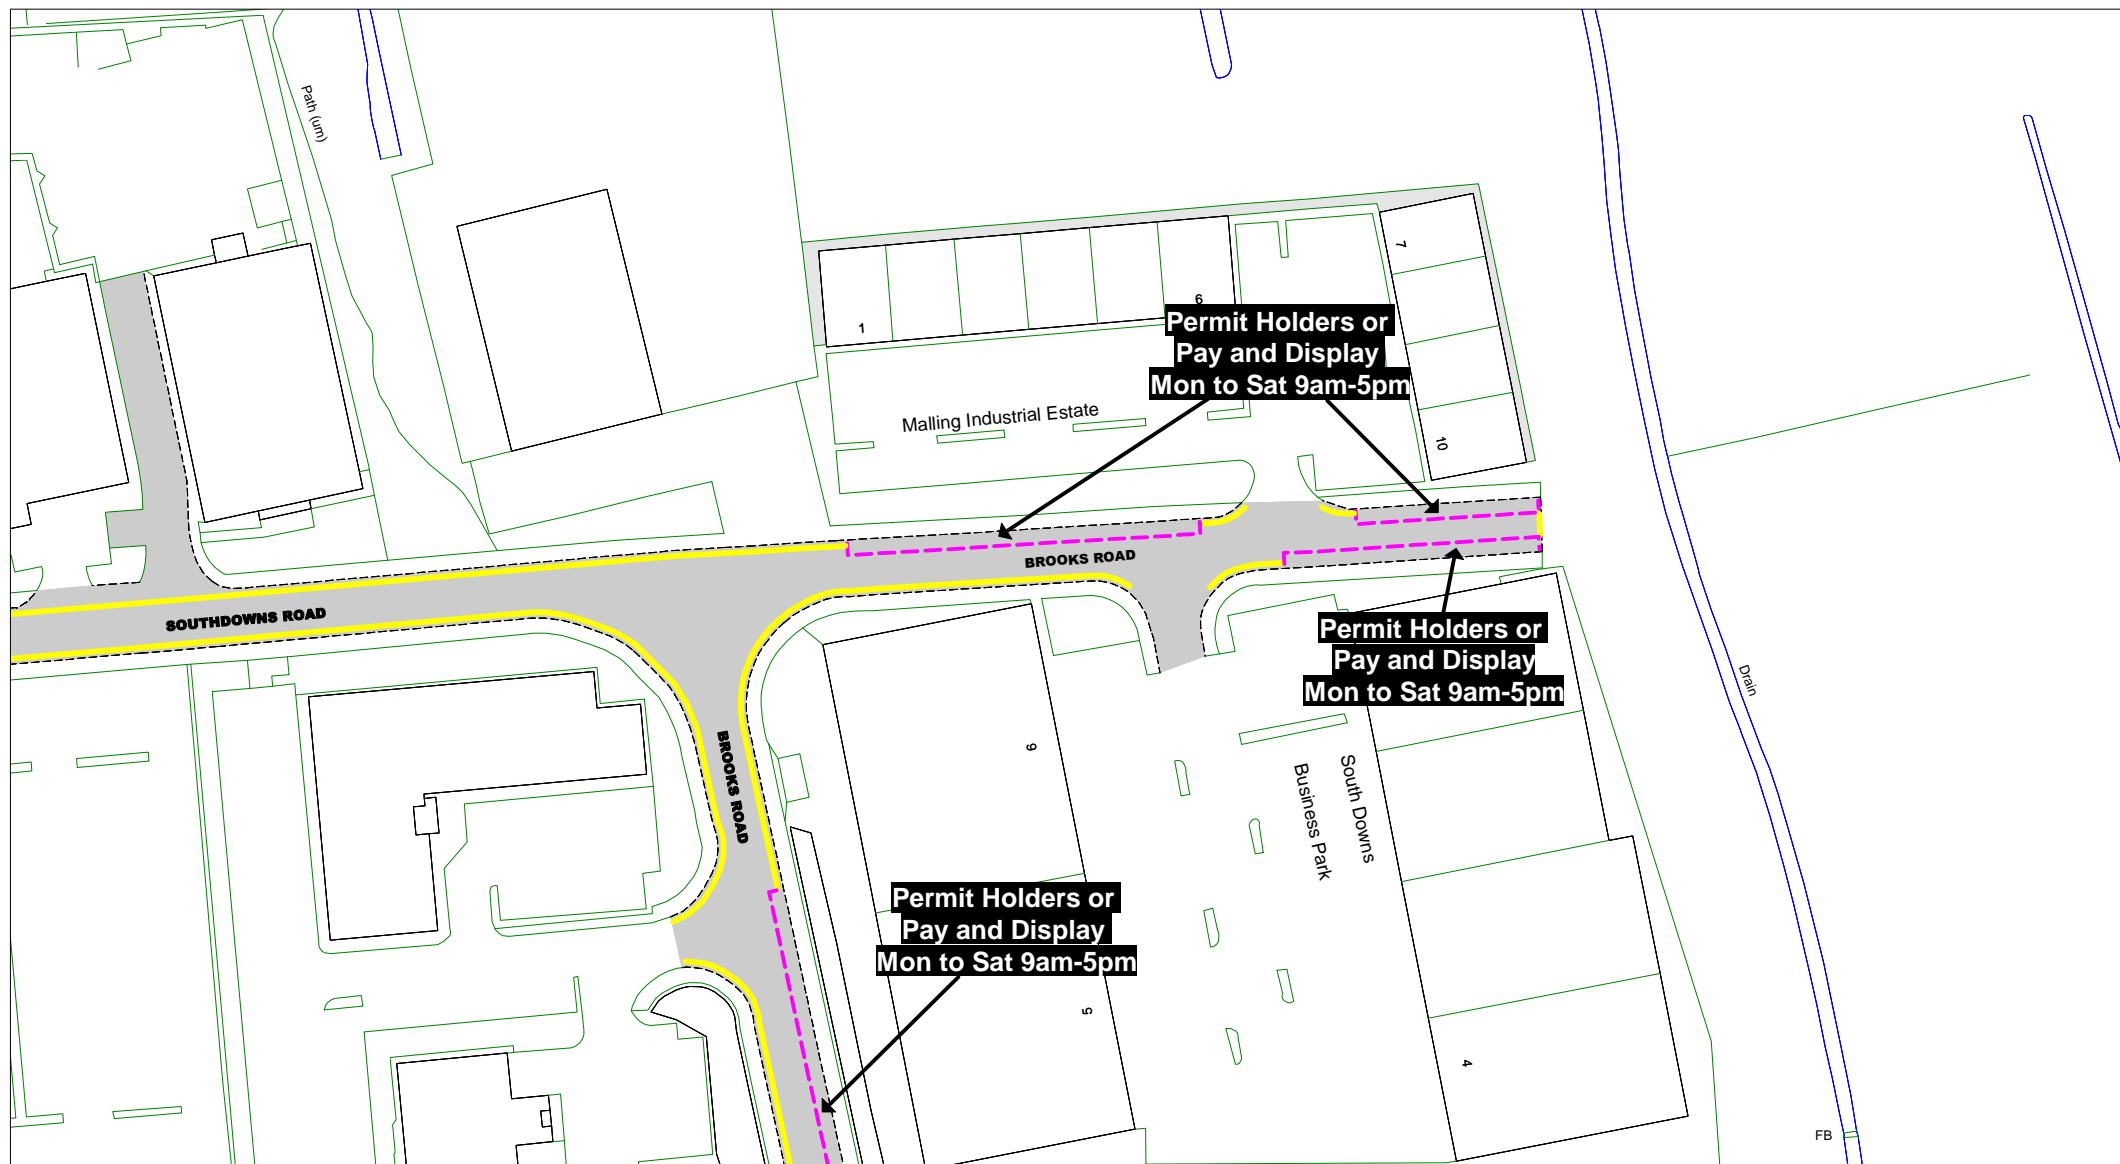 Path (um)
1
6
7
Permit Holders or
Pay and Display
Mon to Sat 9am-5pm
Malling Industrial Estate
10
BROOKS ROAD
SOUTHDOWNS ROAD
Permit Holders or
Pay and Display
Mon to Sat 9am-5pm
Drain
BROOKS ROAD
9
South Downs
Business Park
Permit Holders or
Pay and Display
Mon to Sat 9am-5pm
5
4
FB